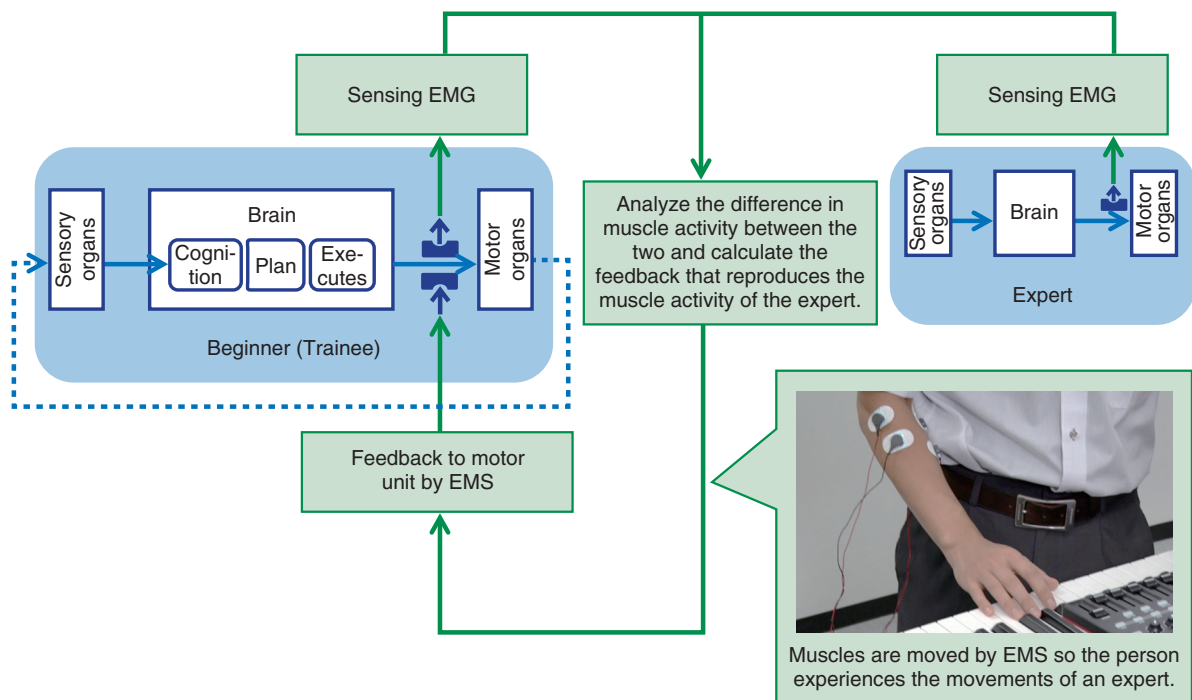 Sensing EMG
Sensing EMG
Sensory
organs
Brain
Cogni-
tion
Plan
Exe-
cutes
Motor
organs
Beginner (Trainee)
Analyze the difference in
muscle activity between the
two and calculate the
feedback that reproduces the
muscle activity of the expert.
Sensory
organs
Brain
Motor
organs
Expert
Feedback to motor
unit by EMS
Muscles are moved by EMS so the person
experiences the movements of an expert.